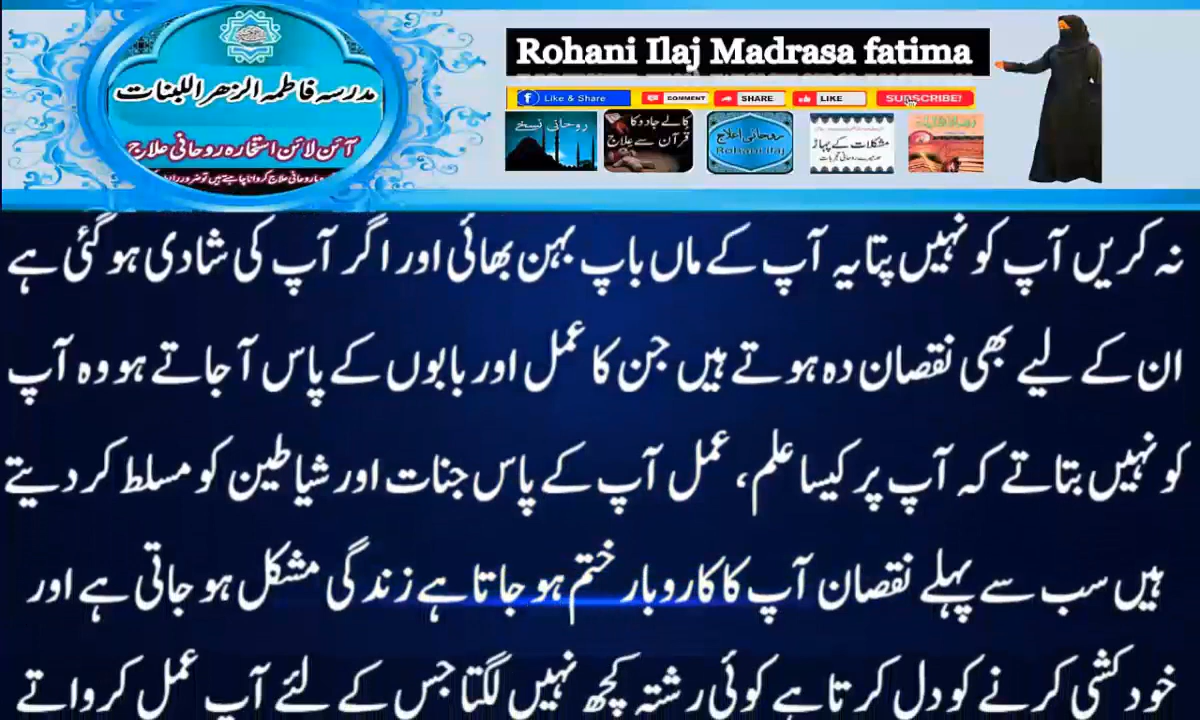 مدرسہ فاطمہ الزھرا للبنات
آئن لائن استخارہ روحانی علاج
Rohani Ilaj Madrasa fatima
Like & Share
COMMENT
SHARE
LIKE
SUBSCRIBE!
روحانی نسخے
کالے جادو کا
قرآن سے علاج
روحانی علاج
Rohani ilaj
مشکلات کے پہاڑ
نہ کریں آپ کو نہیں پتا یہ آپ کے ماں باپ بہن بھائی اور اگر آپ کی شادی ہو گئی ہے
ان کے لیے بھی نقصان دہ ہوتے ہیں جن کا عمل اور بابوں کے پاس آ جاتے ہو وہ آپ
کو نہیں بتاتے کہ آپ پر کیسا علم، عمل آپ کے پاس جنات اور شیاطین کو مسلط کر دیتے
ہیں سب سے پہلے نقصان آپ کا کاروبار ختم ہو جاتا ہے زندگی مشکل ہو جاتی ہے اور
خودکشی کرنے کو دل کرتا ہے کوئی رشتہ کچھ نہیں لگتا جس کے لئے آپ عمل کرواتے